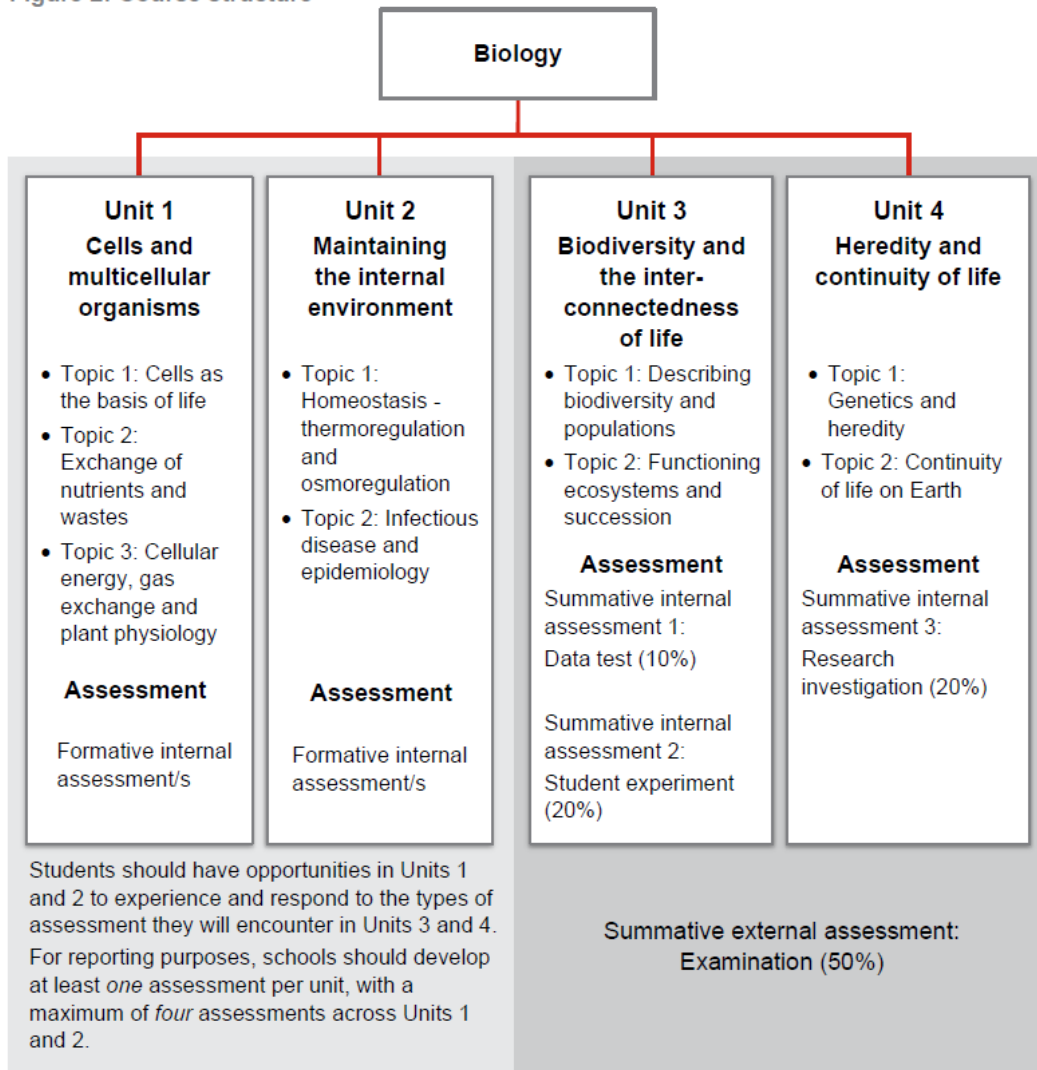 Figure 2: Course structure
Biology
Unit 1
Cells and
multicellular
organisms
• Topic 1: Cells as
the basis of life
• Topic 2:
Exchange of
nutrients and
wastes
• Topic 3: Cellular
energy, gas
exchange and
plant physiology
Assessment
Formative internal
assessment/s
Unit 2
Maintaining
the internal
environment
• Topic 1:
Homeostasis -
thermoregulation
and
osmoregulation
• Topic 2: Infectious
disease and
epidemiology
Assessment
Formative internal
assessment/s
Unit 3
Biodiversity and
the inter-
connectedness
of life
• Topic 1: Describing
biodiversity and
populations
• Topic 2: Functioning
ecosystems and
succession
Assessment
Summative internal
assessment 1:
Data test (10%)
Summative internal
assessment 2:
Student experiment
(20%)
Unit 4
Heredity and
continuity of life
• Topic 1:
Genetics and
heredity
• Topic 2: Continuity
of life on Earth
Assessment
Summative internal
assessment 3:
Research
investigation (20%)
Students should have opportunities in Units 1
and 2 to experience and respond to the types of
assessment they will encounter in Units 3 and 4.
For reporting purposes, schools should develop
at least one assessment per unit, with a
maximum of four assessments across Units 1
and 2.
Summative external assessment:
Examination (50%)